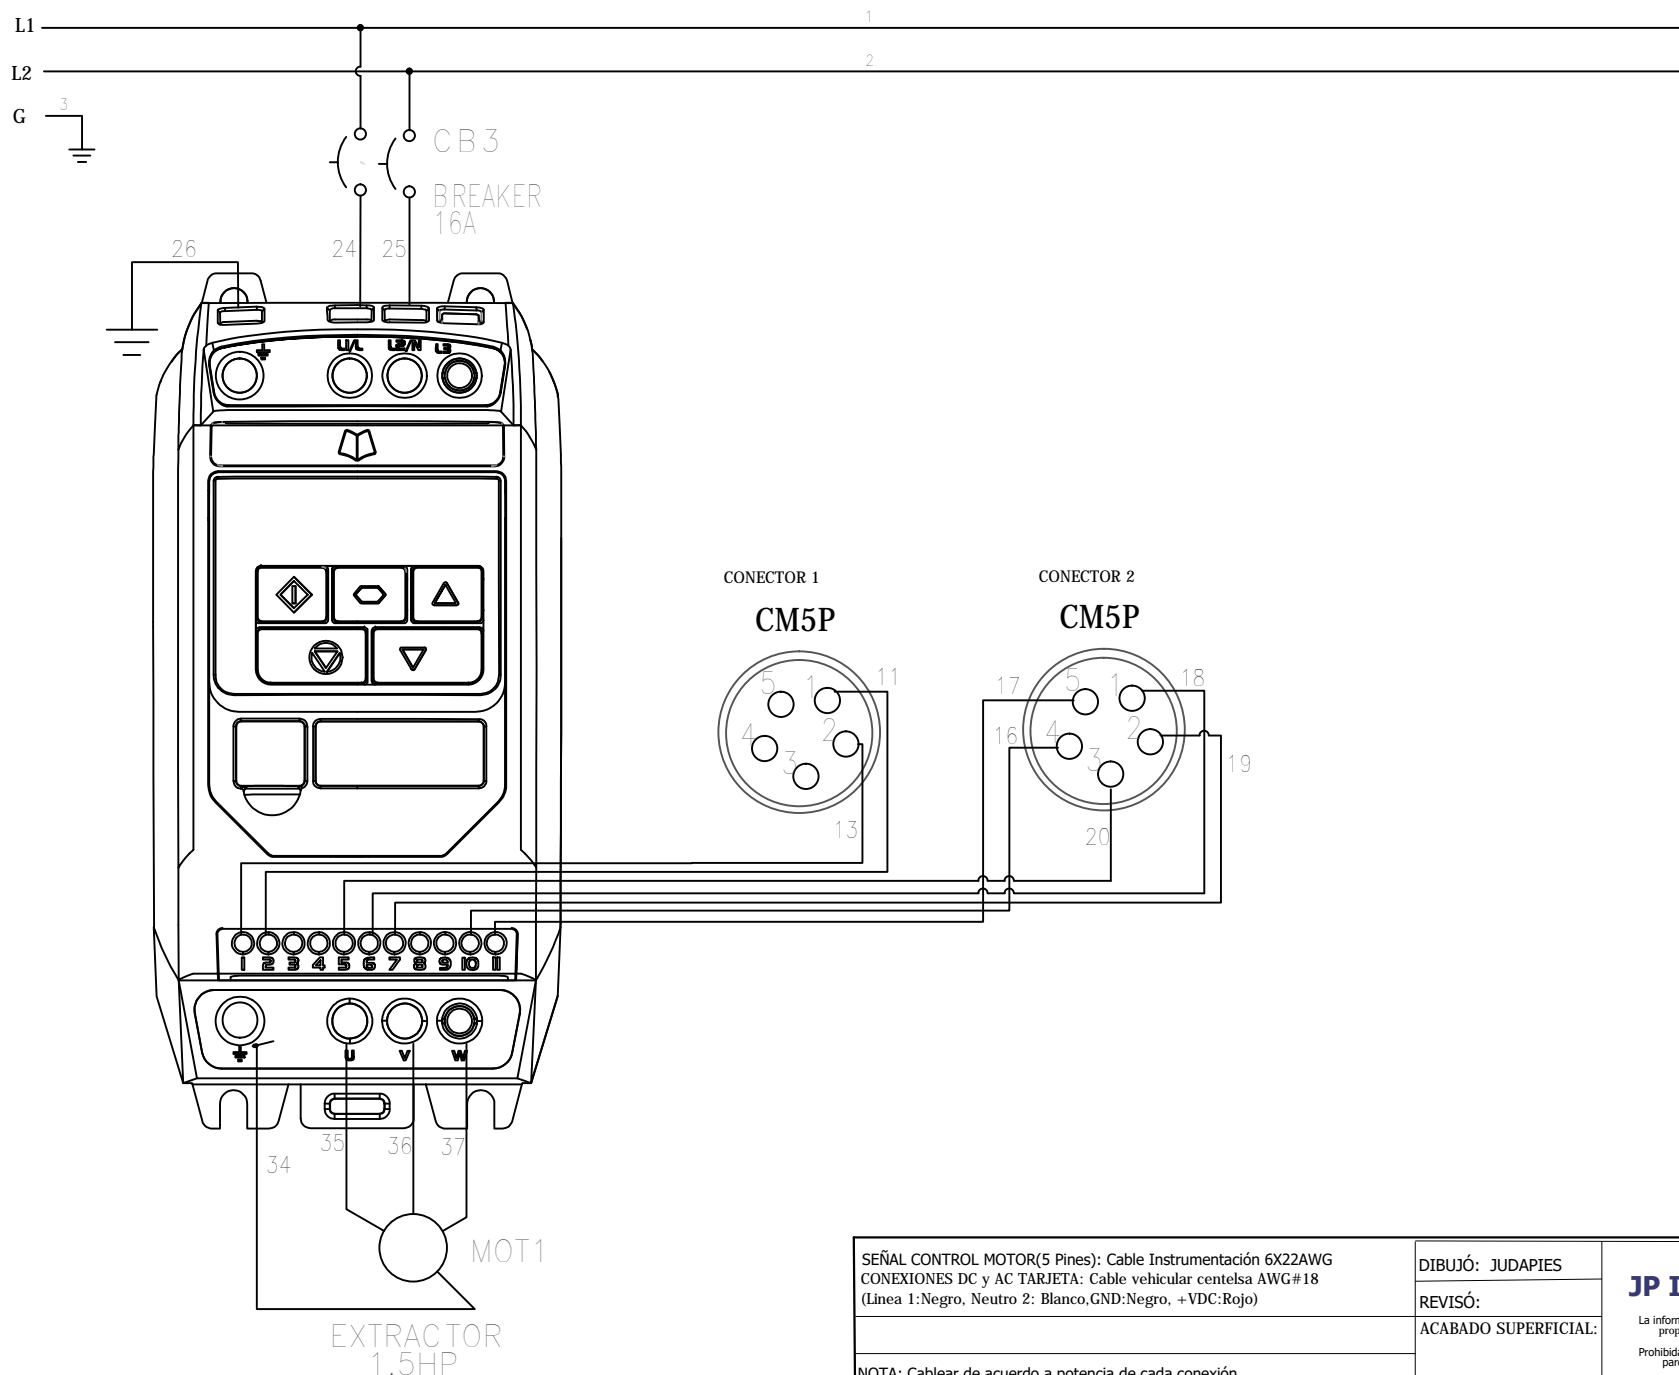 L1
1
L2
2
G
3
CB3
BREAKER
16A
26
24
25
L1/L
L2/N
L3
CONECTOR 1
CONECTOR 2
CM5P
CM5P
5
1
11
4
2
3
13
17
5
1
18
16
4
2
19
3
20
1 2 3 4 5 6 7 8 9 10 11
U
V
W
34
35
36
37
MOT1
EXTRACTOR
1.5HP
SEÑAL CONTROL MOTOR(5 Pines): Cable Instrumentación 6X22AWG
CONEXIONES DC y AC TARJETA: Cable vehicular centelsa AWG#18
(Linea 1:Negro, Neutro 2: Blanco,GND:Negro, +VDC:Rojo)
NOTA: Cablear de acuerdo a potencia de cada conexión
DIBUJÓ: JUDAPIES
REVISÓ:
ACABADO SUPERFICIAL:
JP
La
Prohibida